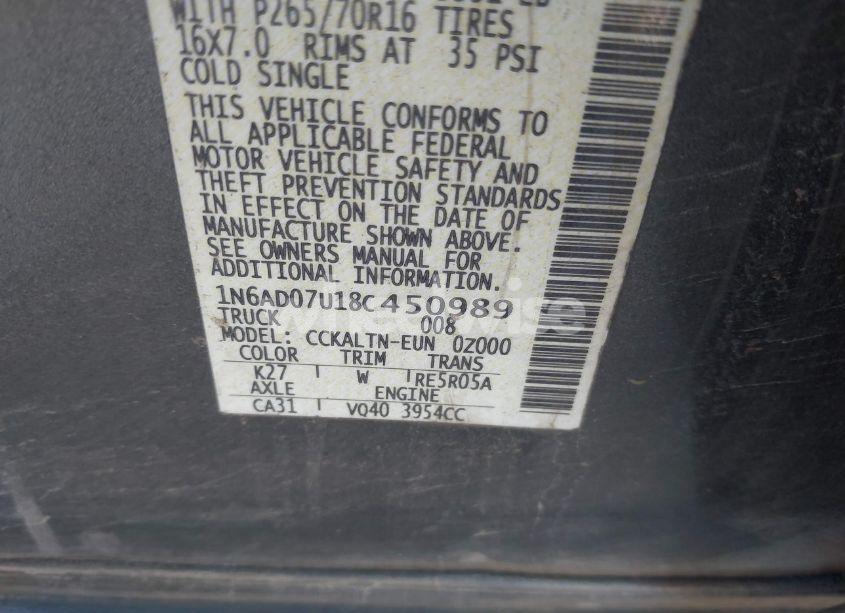 WITH P265/70R16 TIRES
16X7.0 RIMS AT 35 PSI
COLD SINGLE
THIS VEHICLE CONFORMS TO
ALL APPLICABLE FEDERAL
MOTOR VEHICLE SAFETY AND
THEFT PREVENTION STANDARDS
IN EFFECT ON THE DATE OF
MANUFACTURE SHOWN ABOVE.
SEE OWNERS MANUAL FOR
ADDITIONAL INFORMATION.
1N6AD07U18C450989
TRUCK 008
MODEL: CCKALTN-EUN 0Z000
COLOR TRIM TRANS
K27 W RE5R05A
AXLE ENGINE
CA31 VQ40 3954CC